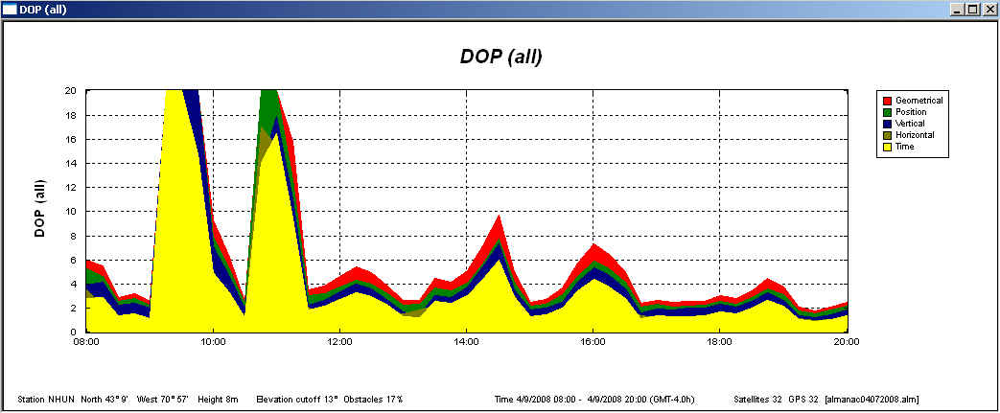 DOP (all)
DOP (all)
DOP (all)
20
18
16
14
12
10
8
6
4
2
0
08:00 10:00 12:00 14:00 16:00 18:00 20:00
Geometrical
Position
Vertical
Horizontal
Time
Station NHUN North 43° 9' West 70° 57' Height 8m Elevation cutoff 13° Obstacles 17% Time 4/9/2008 08:00 - 4/9/2008 20:00 (GMT-4.0h) Satellites 32 GPS 32 [almanac04072008.alm]